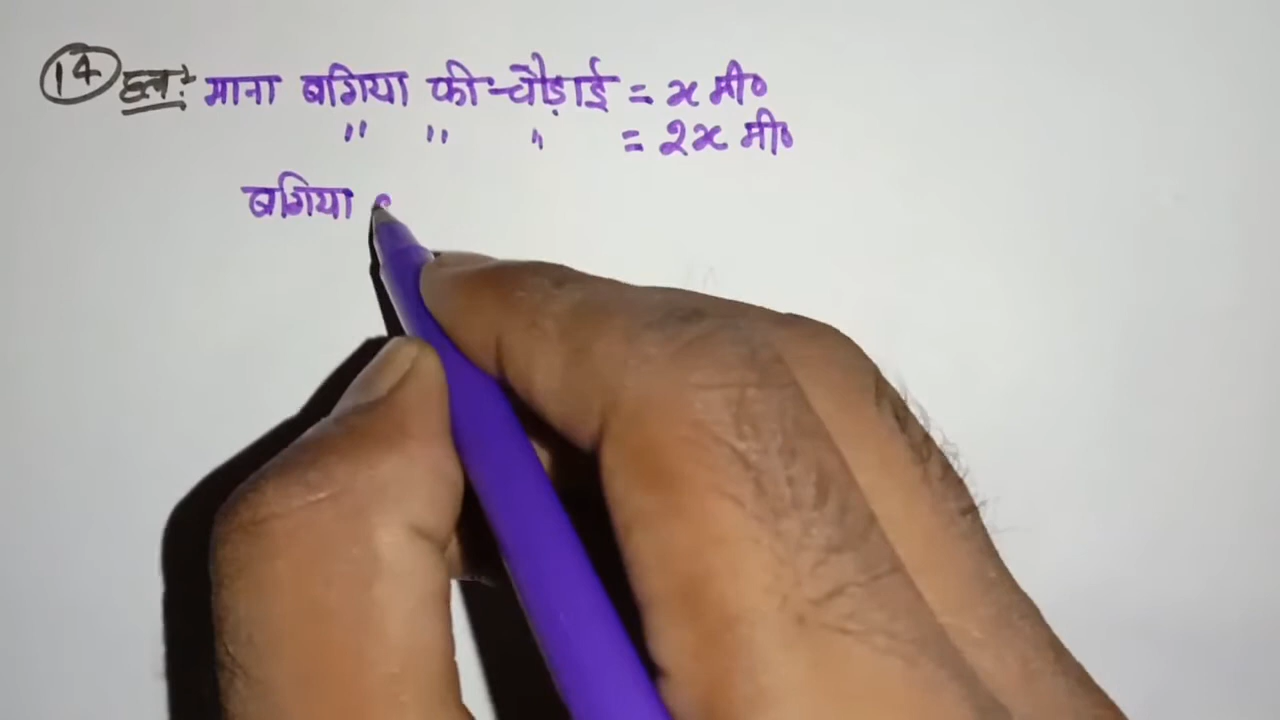 14 हल:- माना बगिया की चौड़ाई = x मी०
" " " = 2x मी०
बगिया